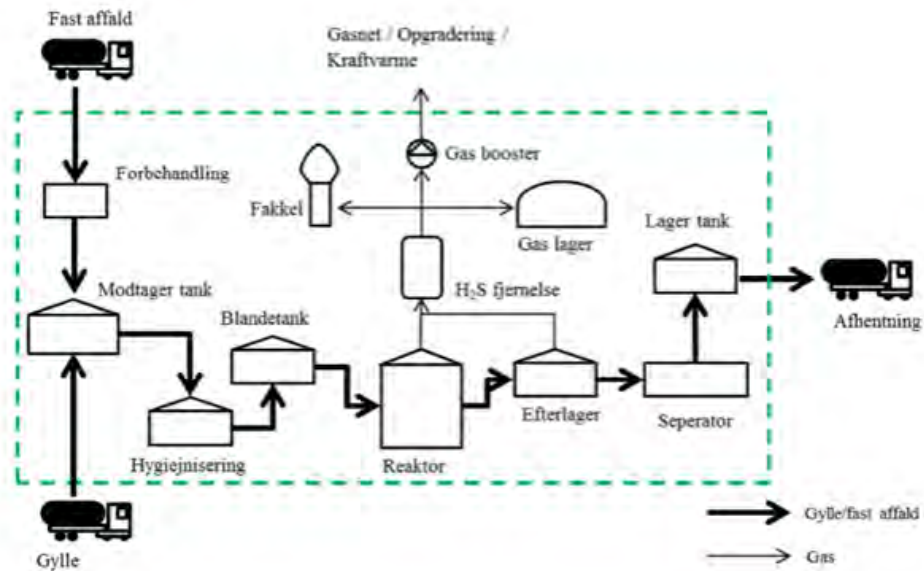 Fast affald
Gasnet / Opgradering /
Kraftvarme
Gas booster
Forbehandling
Fakkel
Lager tank
Gas lager
Modtager tank
H₂S fjernelse
Blandetank
Afhentning
Efterlager
Seperator
Hygiejnisering
Reaktor
Gylle/fast affald
Gylle
Gas